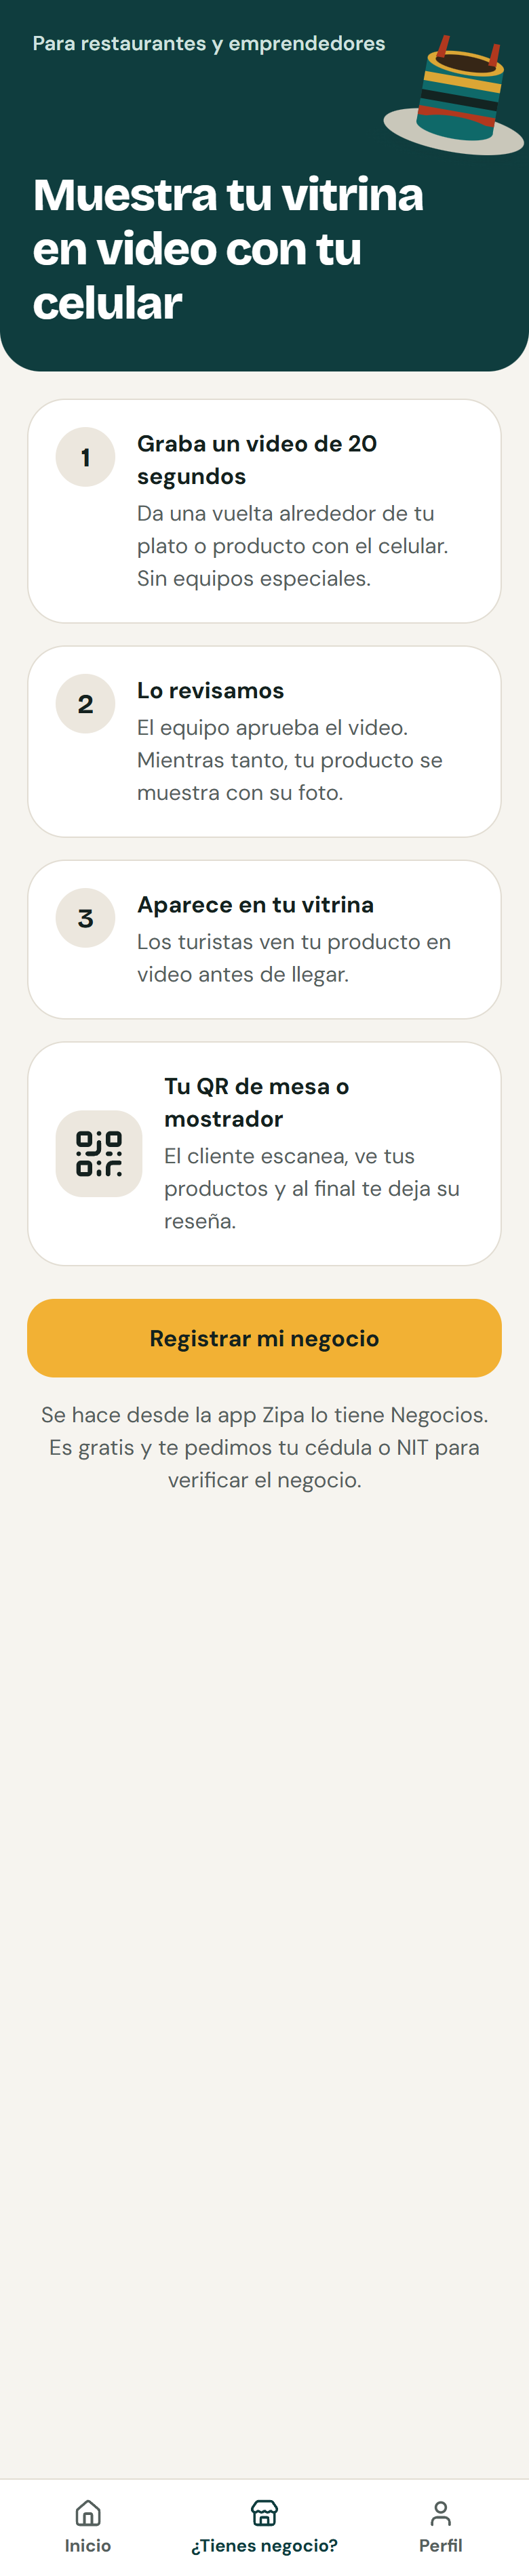 Para restaurantes y emprendedores
Muestra tu vitrina
en video con tu
celular
1
Graba un video de 20
segundos
Da una vuelta alrededor de tu
plato o producto con el celular.
Sin equipos especiales.
2
Lo revisamos
El equipo aprueba el video.
Mientras tanto, tu producto se
muestra con su foto.
3
Aparece en tu vitrina
Los turistas ven tu producto en
video antes de llegar.
Tu QR de mesa o
mostrador
El cliente escanea, ve tus
productos y al final te deja su
reseña.
Registrar mi negocio
Se hace desde la app Zipa lo tiene Negocios.
Es gratis y te pedimos tu cédula o NIT para
verificar el negocio.
Inicio
¿Tienes negocio?
Perfil